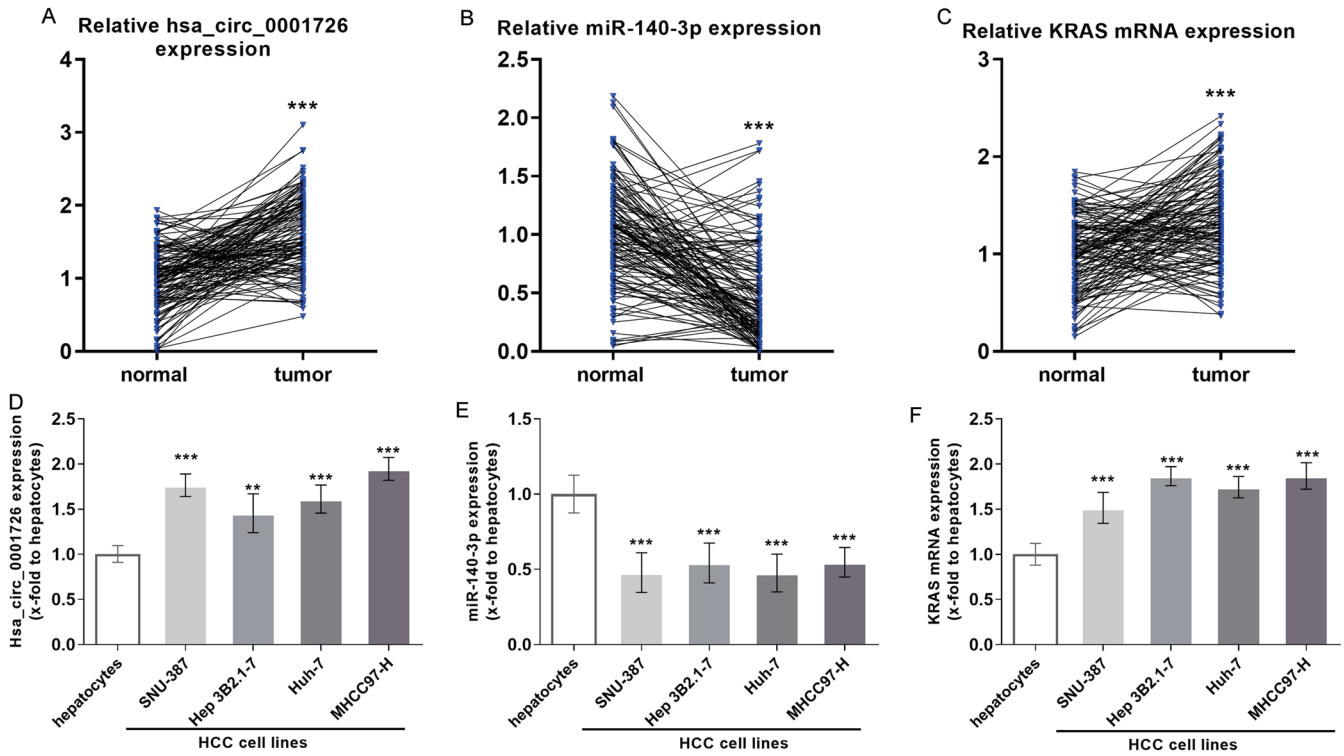 A
Relative hsa_circ_0001726
expression
4
3
2
1
0
***
normal
tumor
B
Relative miR-140-3p expression
2.5
2.0
1.5
1.0
0.5
0.0
***
normal
tumor
C
Relative KRAS mRNA expression
3
2
1
0
***
normal
tumor
D
Hsa_circ_0001726 expression
(x-fold to hepatocytes)
2.5
2.0
1.5
1.0
0.5
0.0
***
**
***
***
hepatocytes
SNU-387
Hep 3B2.1-7
Huh-7
MHCC97-H
HCC cell lines
E
miR-140-3p expression
(x-fold to hepatocytes)
1.5
1.0
0.5
0.0
***
***
***
***
hepatocytes
SNU-387
Hep 3B2.1-7
Huh-7
MHCC97-H
HCC cell lines
F
KRAS mRNA expression
(x-fold to hepatocytes)
2.5
2.0
1.5
1.0
0.5
0.0
***
***
***
***
hepatocytes
SNU-387
Hep 3B2.1-7
Huh-7
MHCC97-H
HCC cell lines